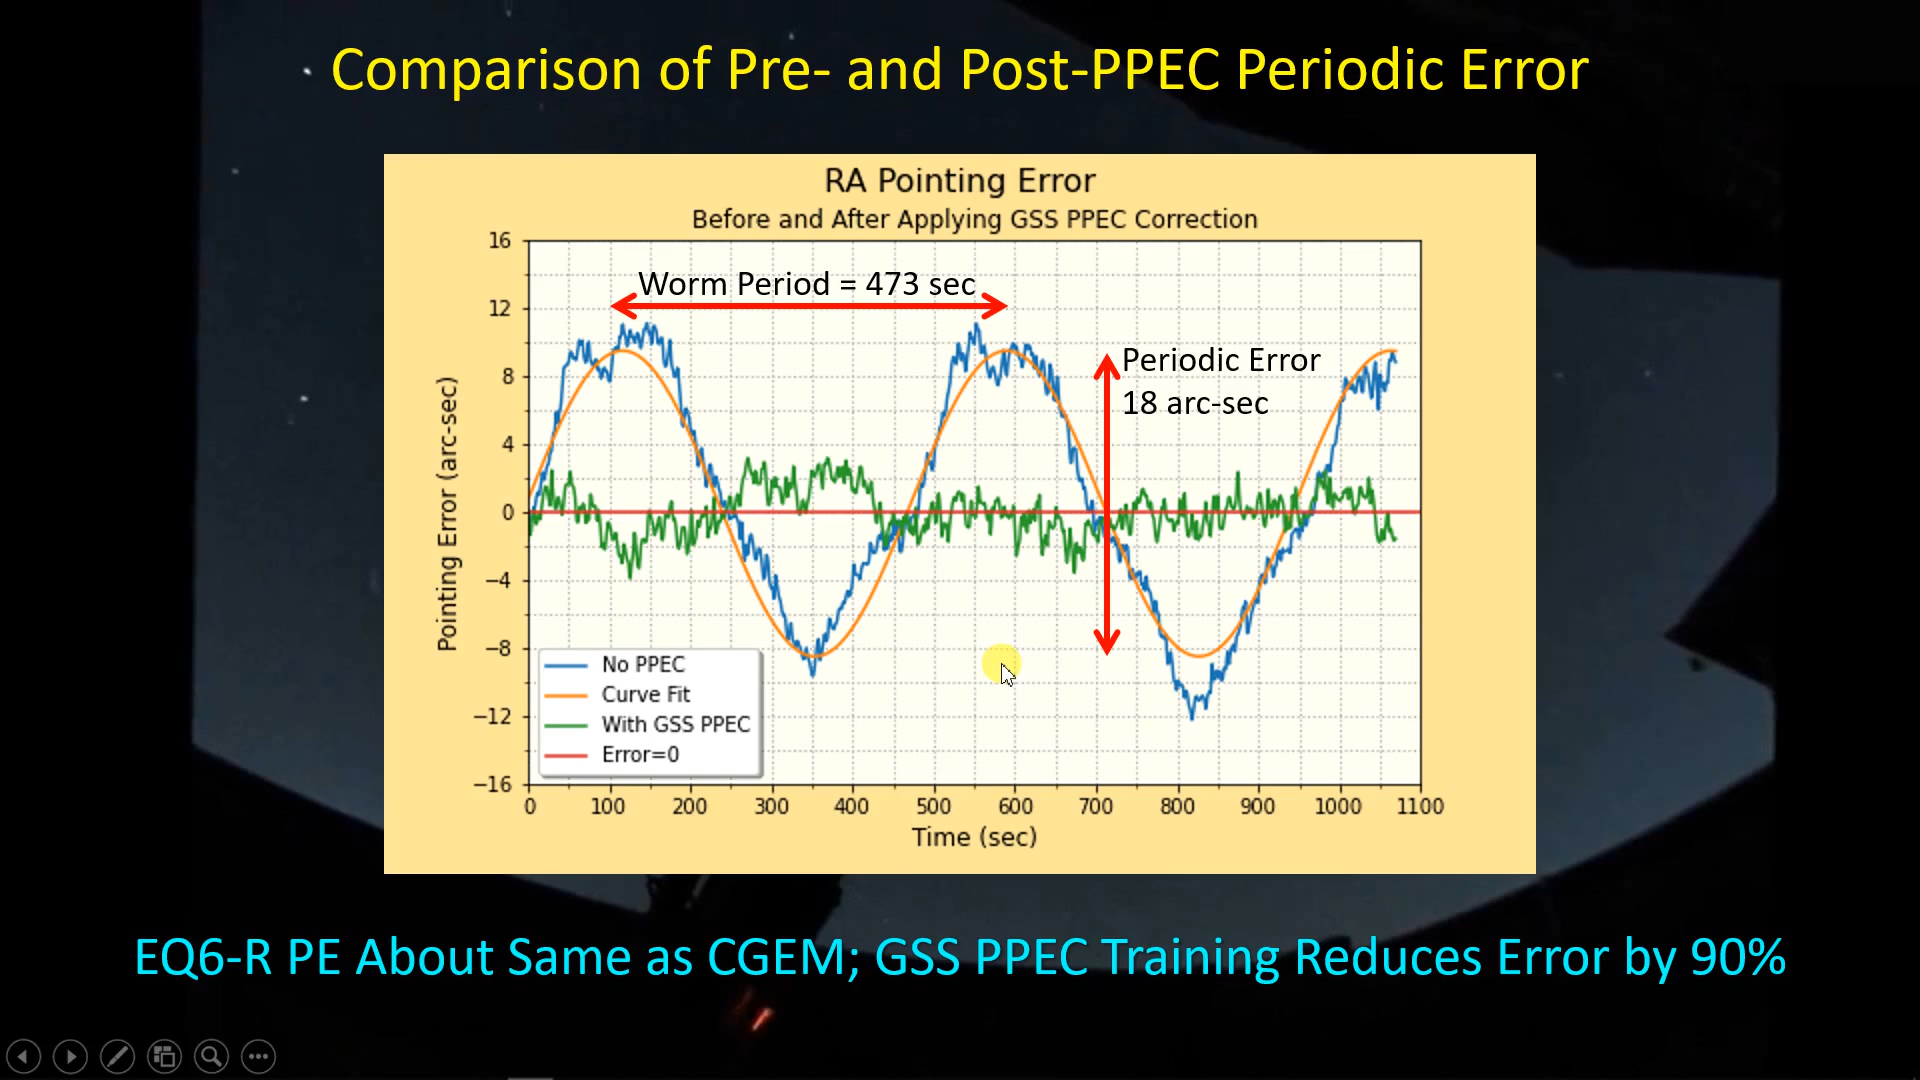 Comparison of Pre- and Post-PPEC Periodic Error
RA Pointing Error
Before and After Applying GSS PPEC Correction
16
12
8
4
0
−4
−8
−12
−16
Pointing Error (arc-sec)
Worm Period = 473 sec
Periodic Error
18 arc-sec
No PPEC
Curve Fit
With GSS PPEC
Error=0
0 100 200 300 400 500 600 700 800 900 1000 1100
Time (sec)
EQ6-R PE About Same as CGEM; GSS PPEC Training Reduces Error by 90%